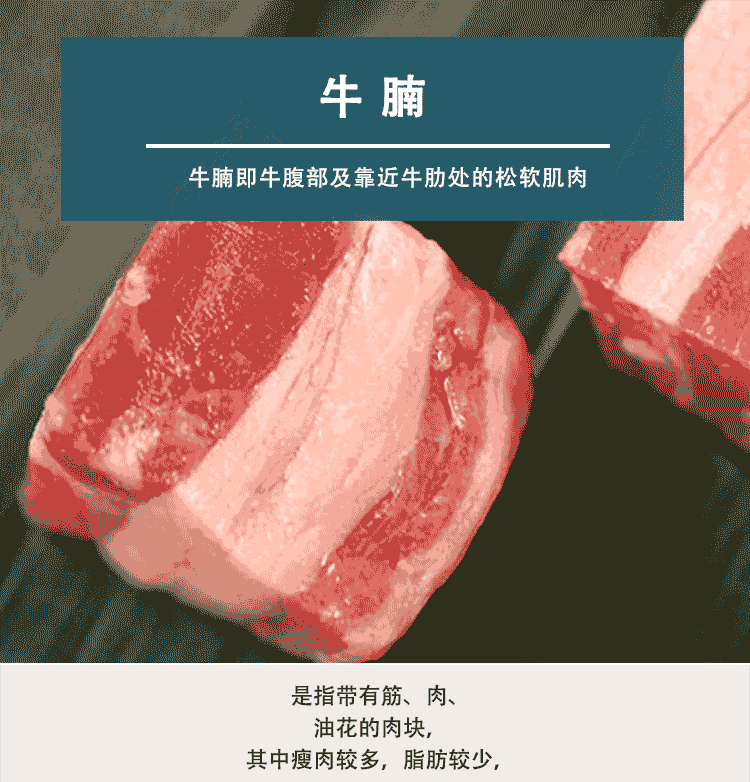 牛腩
牛腩即牛腹部及靠近牛肋处的松软肌肉
是指带有筋、肉、
油花的肉块,
其中瘦肉较多，脂肪较少,